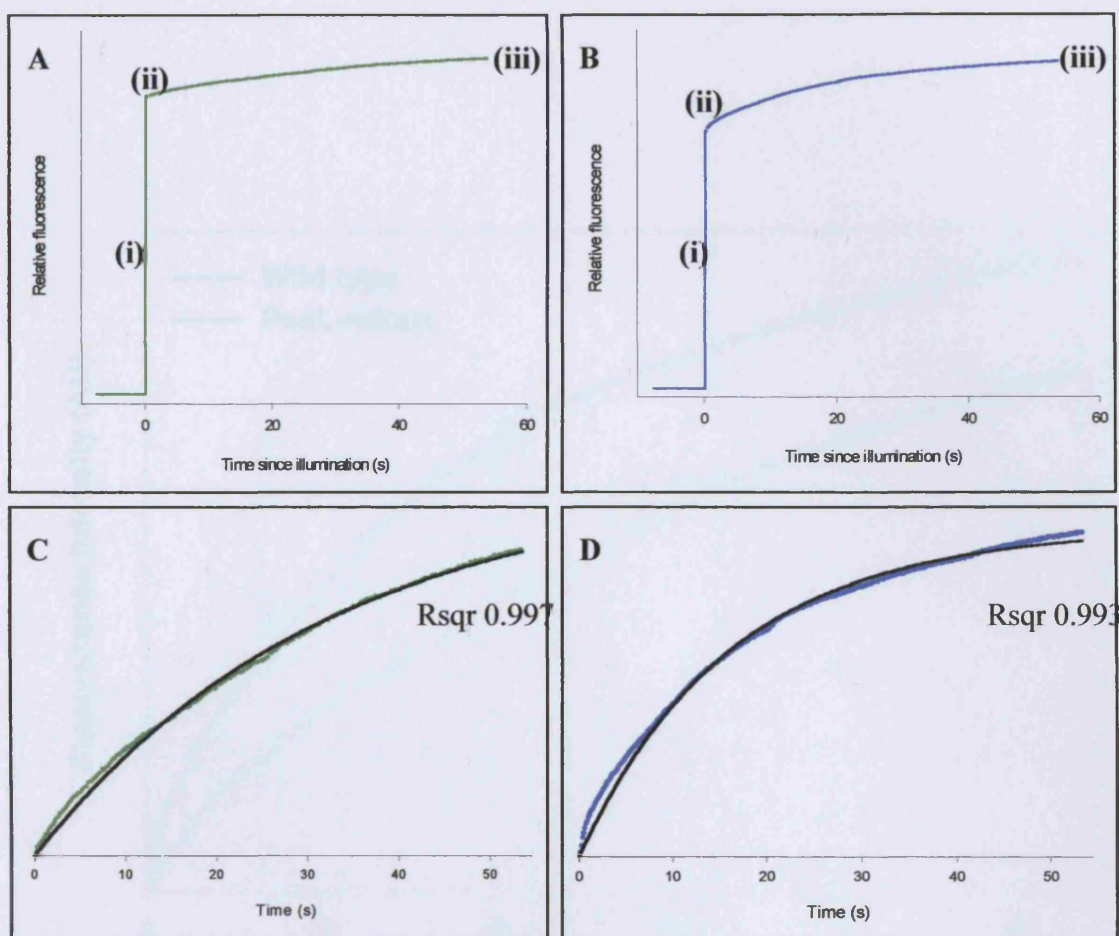 A
(ii)
(iii)
(i)
Relative fluorescence
0
20
40
60
Time since illumination (s)
B
(ii)
(iii)
(i)
Relative fluorescence
0
20
40
60
Time since illumination (s)
C
Rsqr 0.997
0
10
20
30
40
50
Time (s)
D
Rsqr 0.993
0
10
20
30
40
50
Time (s)
Wild type